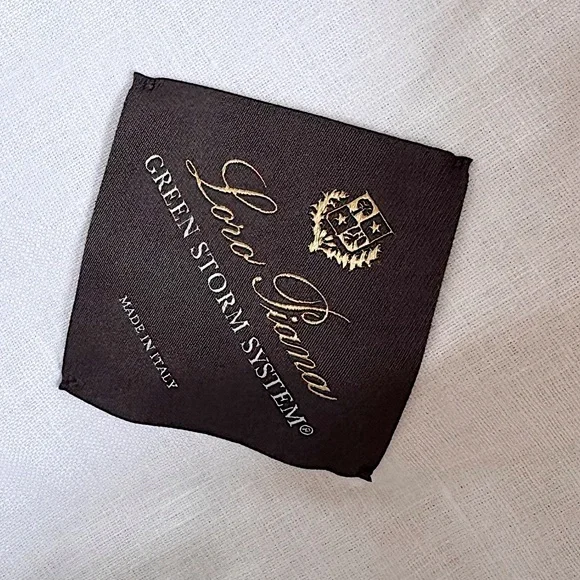 Loro Piana
GREEN STORM SYSTEM®
MADE IN ITALY